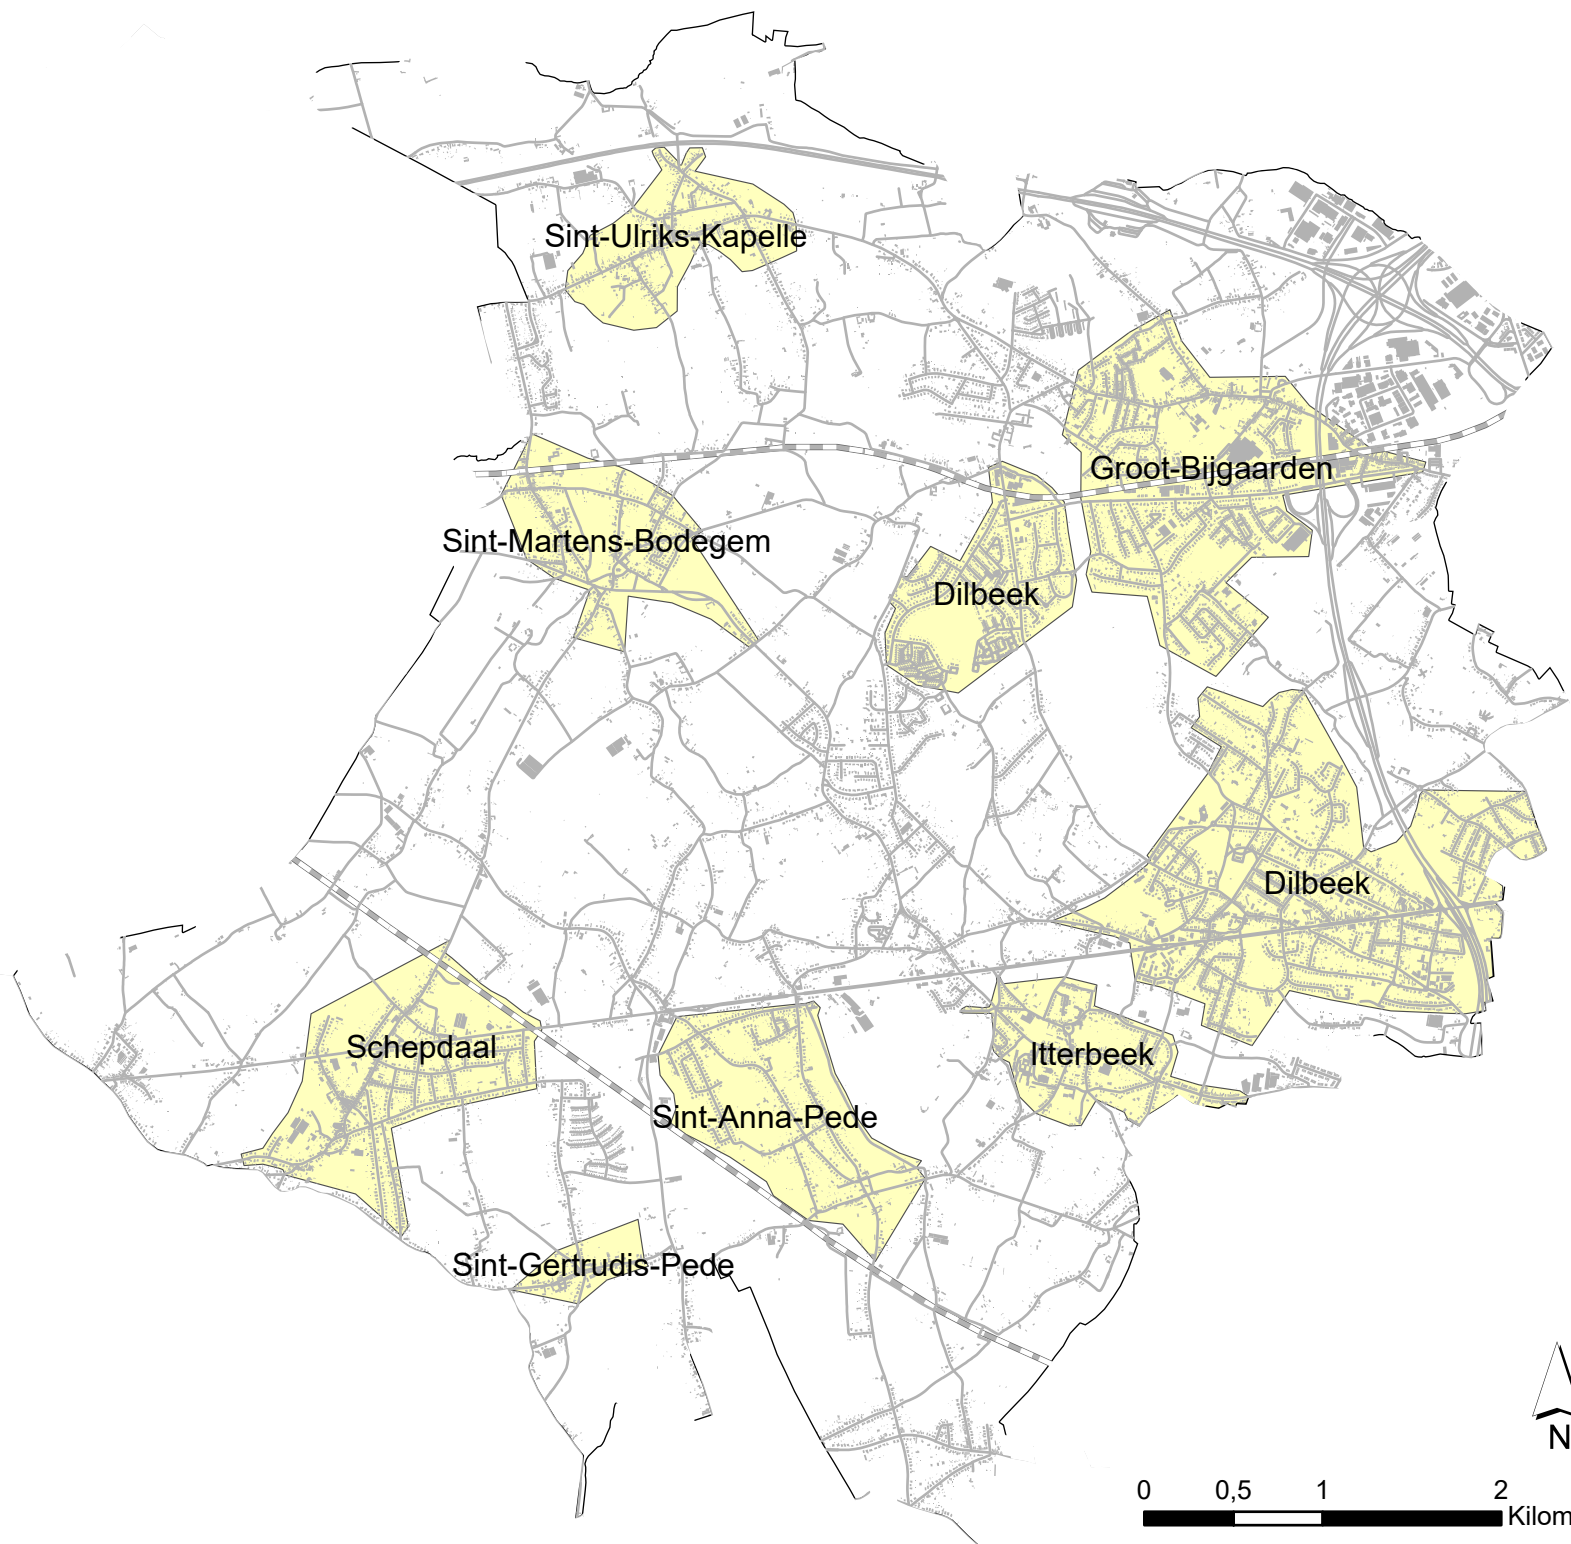 Sint-Ulriks-Kapelle
Groot-Bijgaarden
Sint-Martens-Bodegem
Dilbeek
Dilbeek
Schepdaal
Itterbeek
Sint-Anna-Pede
Sint-Gertrudis-Pede
N
0 0,5 1 2
Kilom